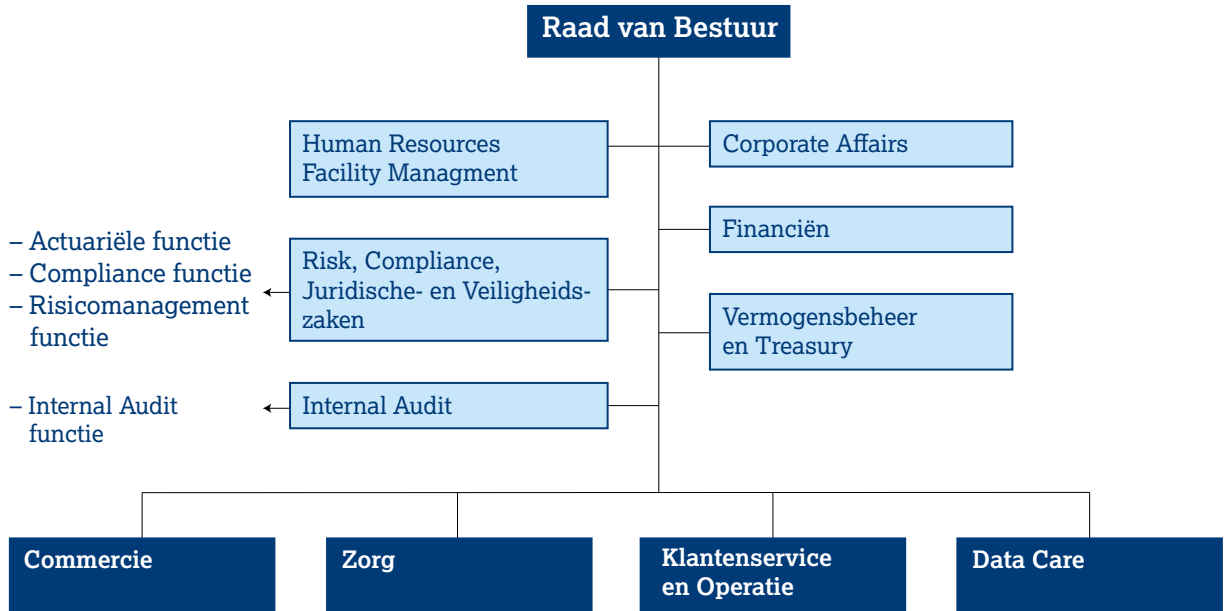 Raad van Bestuur
Human Resources
Facility Managment
Corporate Affairs
Financiën
– Actuariële functie
– Compliance functie
– Risicomanagement
functie
Risk, Compliance,
Juridische- en Veiligheids-
zaken
Vermogensbeheer
en Treasury
– Internal Audit
functie
Internal Audit
Commercie
Zorg
Klantenservice
en Operatie
Data Care